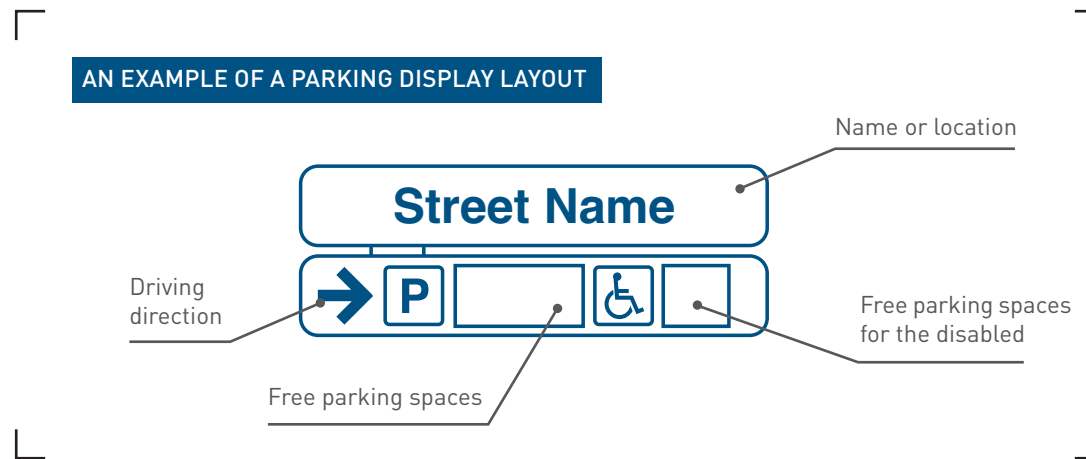 AN EXAMPLE OF A PARKING DISPLAY LAYOUT
Name or location
Street Name
Driving
direction
P
Free parking spaces
for the disabled
Free parking spaces